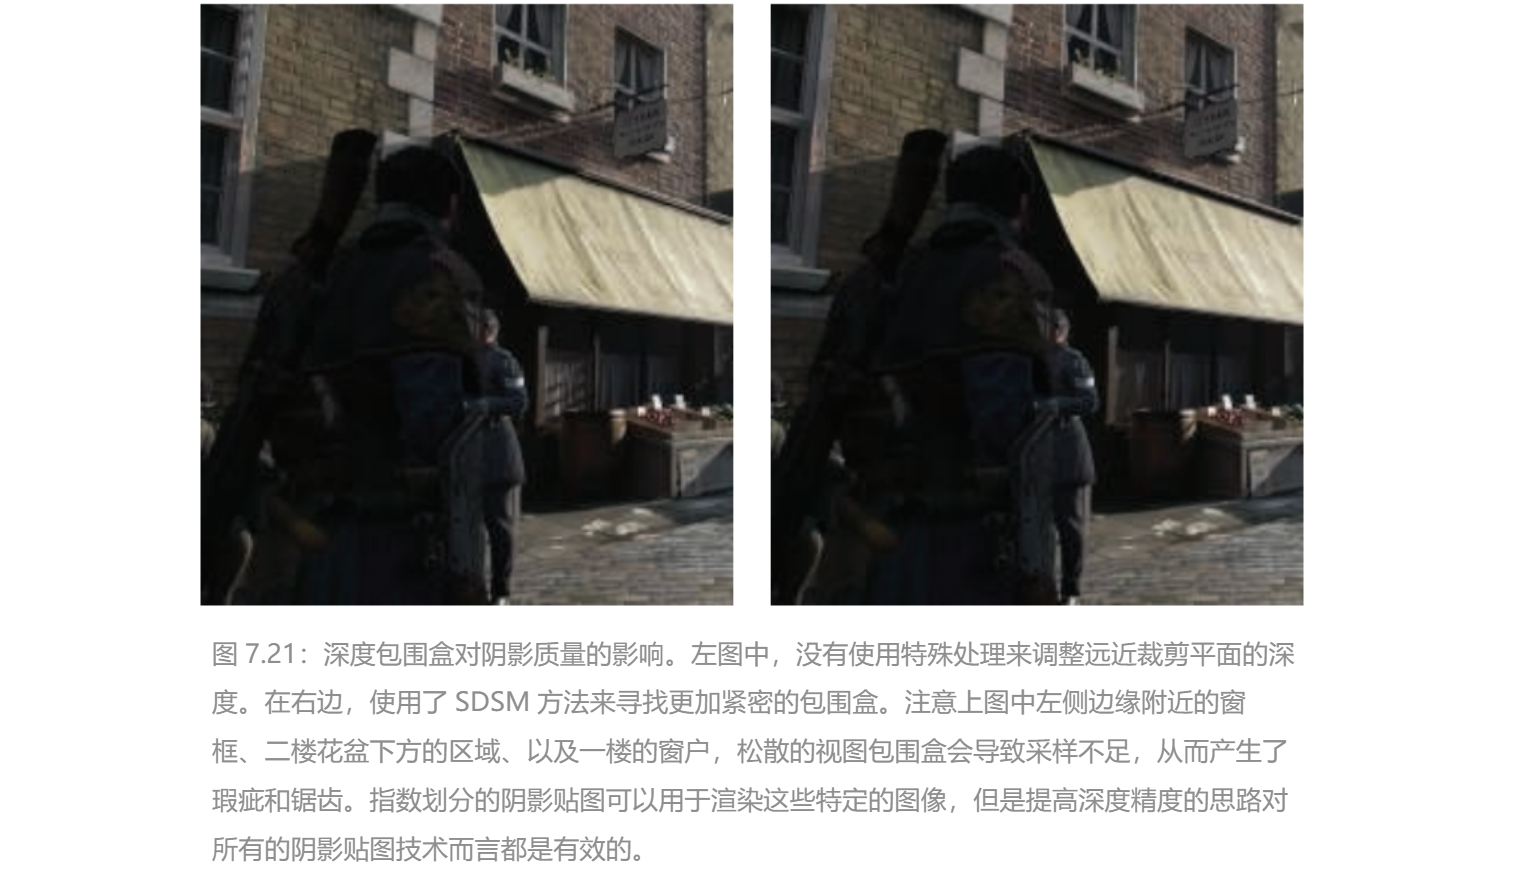 图 7.21：深度包围盒对阴影质量的影响。左图中，没有使用特殊处理来调整远近裁剪平面的深
度。在右边，使用了 SDSM 方法来寻找更加紧密的包围盒。注意上图中左侧边缘附近的窗
框、二楼花盆下方的区域、以及一楼的窗户，松散的视图包围盒会导致采样不足，从而产生了
瑕疵和锯齿。指数划分的阴影贴图可以用于渲染这些特定的图像，但是提高深度精度的思路对
所有的阴影贴图技术而言都是有效的。